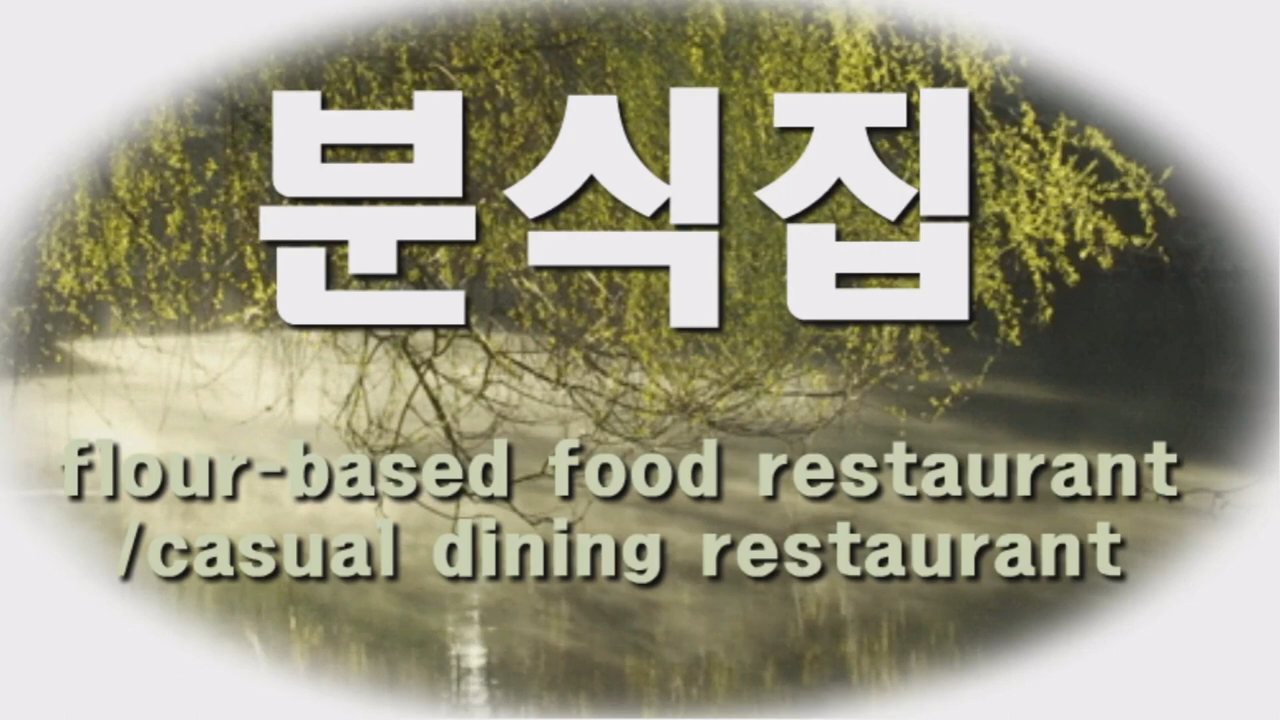 분식집
flour-based food restaurant
/casual dining restaurant